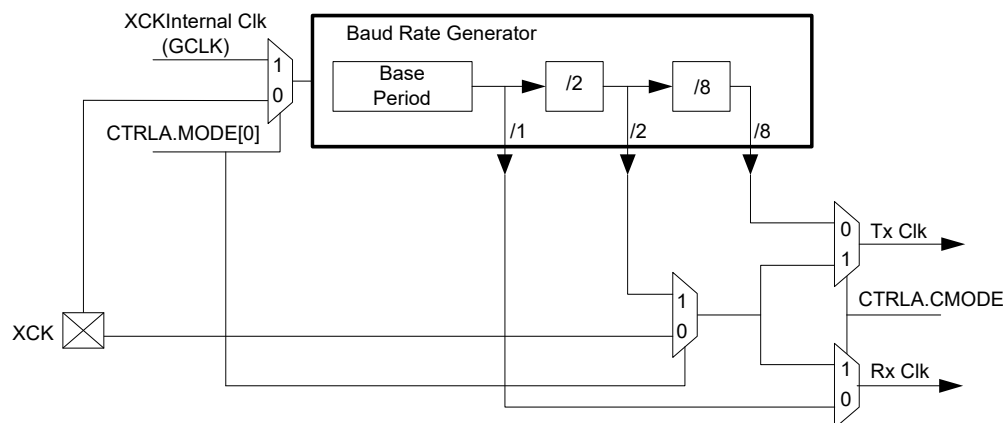 XCKInternal Clk
(GCLK)
Baud Rate Generator
1
0
Base
Period
/2
/8
CTRLA.MODE[0]
/1
/2
/8
0
1
Tx Clk
XCK
1
0
CTRLA.CMODE
1
0
Rx Clk